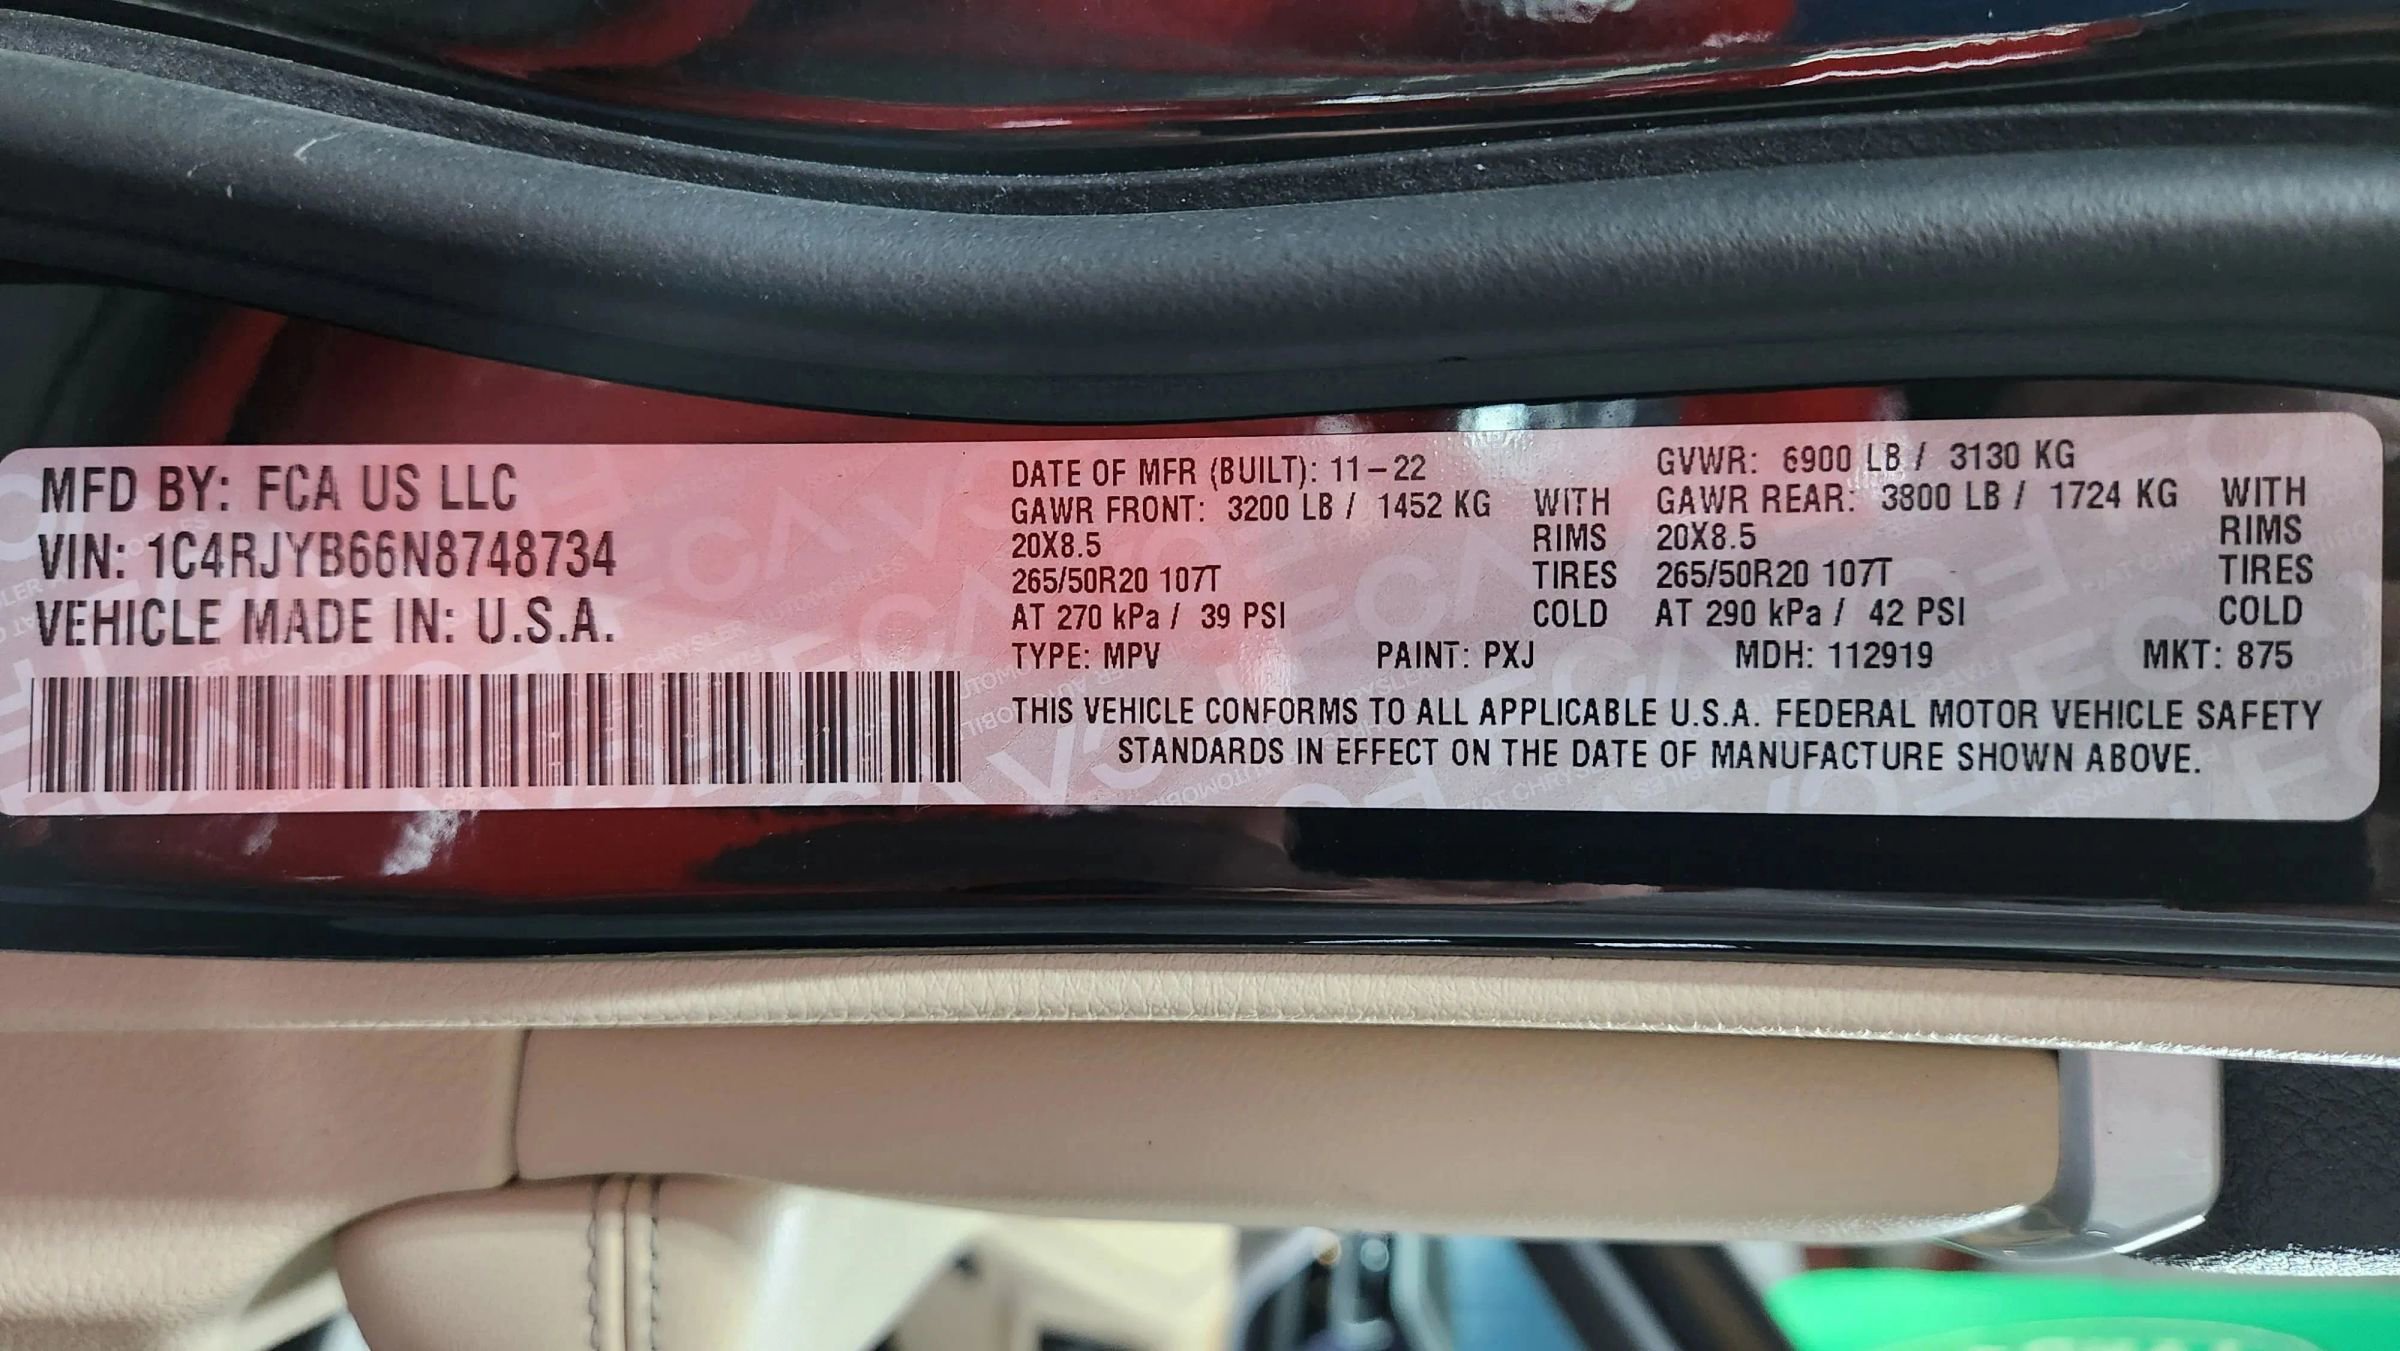 MFD BY: FCA US LLC
VIN: 1C4RJYB66N8748734
VEHICLE MADE IN: U.S.A.
DATE OF MFR (BUILT): 11-22
GAWR FRONT: 3200 LB / 1452 KG WITH
20X8.5 RIMS
265/50R20 107T TIRES
AT 270 kPa / 39 PSI COLD
GVWR: 6900 LB / 3130 KG
GAWR REAR: 3800 LB / 1724 KG WITH
20X8.5 RIMS
265/50R20 107T TIRES
AT 290 kPa / 42 PSI COLD
TYPE: MPV PAINT: PXJ MDH: 112919 MKT: 875
THIS VEHICLE CONFORMS TO ALL APPLICABLE U.S.A. FEDERAL MOTOR VEHICLE SAFETY
STANDARDS IN EFFECT ON THE DATE OF MANUFACTURE SHOWN ABOVE.